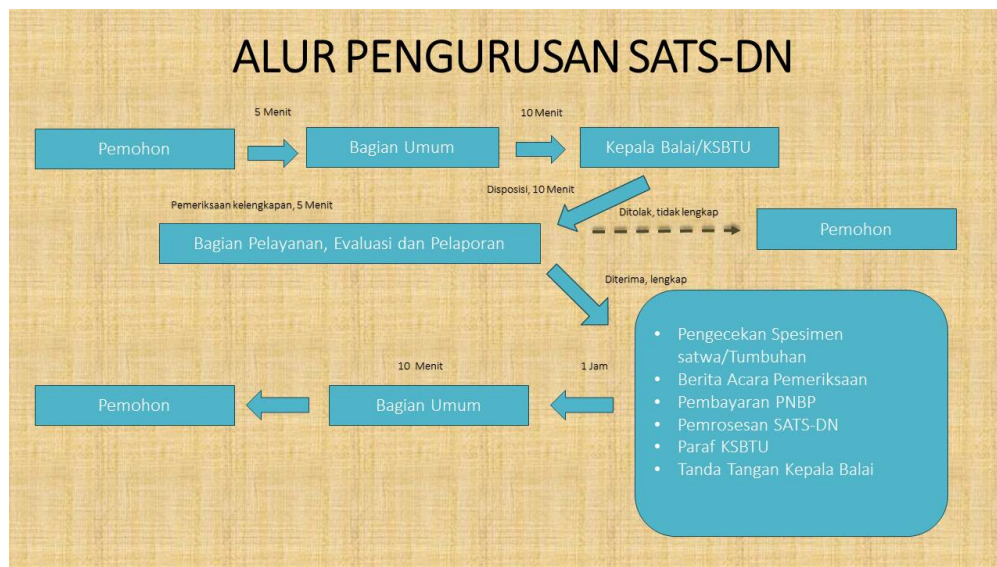 ALUR PENGURUSAN SATS-DN
5 Menit
10 Menit
Pemohon
Bagian Umum
Kepala Balai/KSBTU
Disposisi, 10 Menit
Pemeriksaan kelengkapan, 5 Menit
Ditolak, tidak lengkap
Bagian Pelayanan, Evaluasi dan Pelaporan
Pemohon
Diterima, lengkap
• Pengecekan Spesimen
satwa/Tumbuhan
• Berita Acara Pemeriksaan
• Pembayaran PNBP
• Pemrosesan SATS-DN
• Paraf KSBTU
• Tanda Tangan Kepala Balai
1 Jam
10 Menit
Bagian Umum
Pemohon